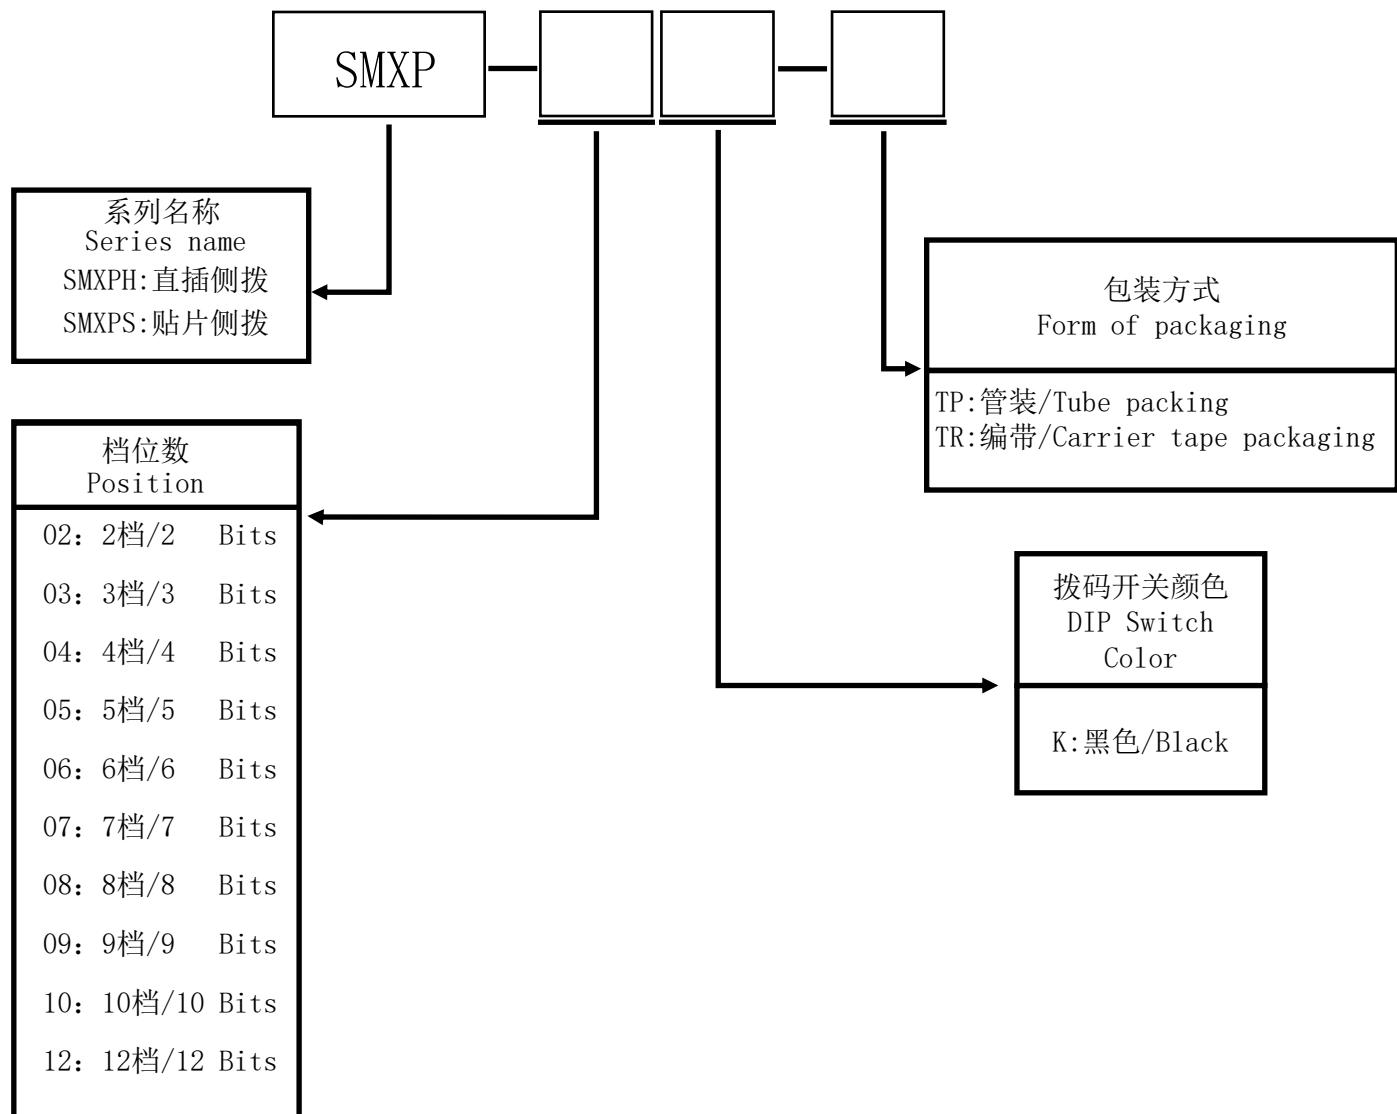 SMXP
系列名称
Series name
SMXPH:直插侧拨
SMXPS:贴片侧拨
包装方式
Form of packaging
TP:管装/Tube packing
TR:编带/Carrier tape packaging
档位数
Position
02: 2档/2 Bits
03: 3档/3 Bits
04: 4档/4 Bits
05: 5档/5 Bits
06: 6档/6 Bits
07: 7档/7 Bits
08: 8档/8 Bits
09: 9档/9 Bits
10: 10档/10 Bits
12: 12档/12 Bits
拨码开关颜色
DIP Switch
Color
K:黑色/Black